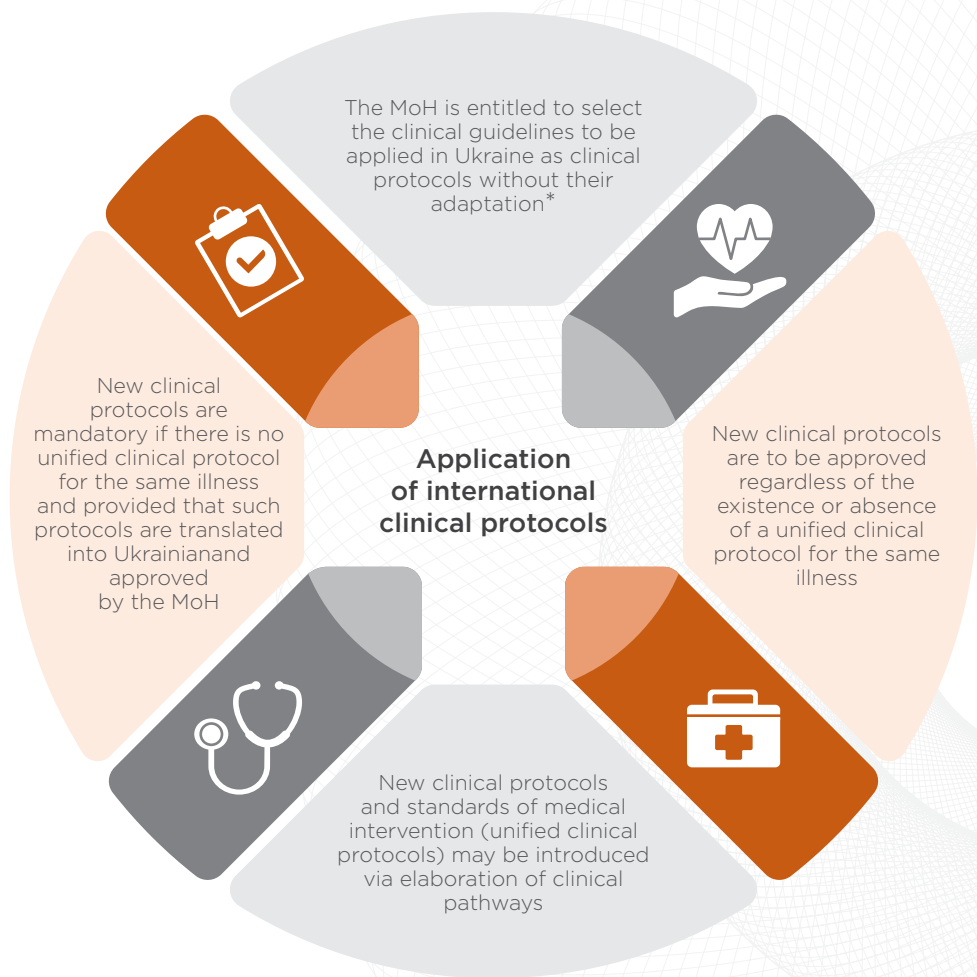 The MoH is entitled to select
the clinical guidelines to be
applied in Ukraine as clinical
protocols without their
adaptation*
New clinical
protocols are
mandatory if there is no
unified clinical protocol
for the same illness
and provided that such
protocols are translated
into Ukrainianand
approved
by the MoH
Application
of international
clinical protocols
New clinical protocols
are to be approved
regardless of the
existence or absence
of a unified clinical
protocol for the same
illness
New clinical protocols
and standards of medical
intervention (unified clinical
protocols) may be introduced
via elaboration of clinical
pathways